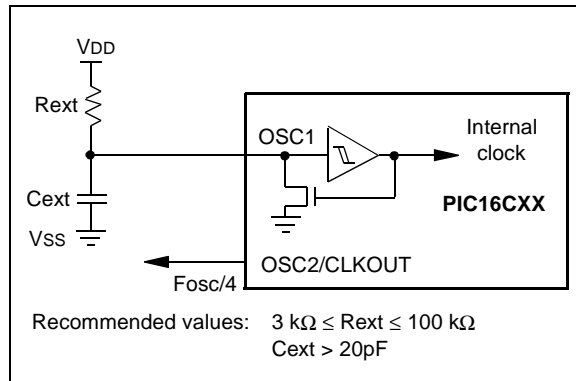 VDD
Rext
OSC1
Internal
clock
Cext
PIC16CXX
VSS
OSC2/CLKOUT
Fosc/4
Recommended values: 3 kΩ ≤ Rext ≤ 100 kΩ
Cext > 20pF